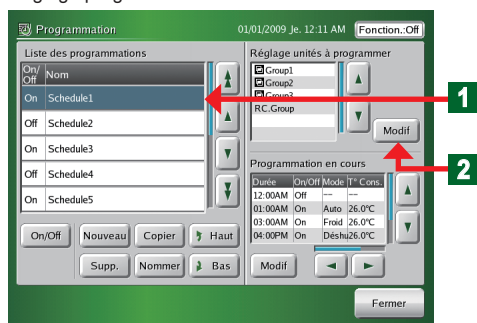 Programmation 01/01/2009 Je. 12:11 AM Fonction.:Off
Liste des programmations
On/Off Nom
On Schedule1
Off Schedule2
On Schedule3
Off Schedule4
On Schedule5
On/Off Nouveau Copier Haut
Supp. Nommer Bas
Réglage unités à programmer
Group1
Group2
Group3
RC.Group
Modif
Programmation en cours
Durée On/Off Mode T° Cons.
12:00AM Off -- --
01:00AM On Auto 26.0°C
03:00AM On Froid 26.0°C
04:00PM On Déshu26.0°C
Modif
Fermer
1
2